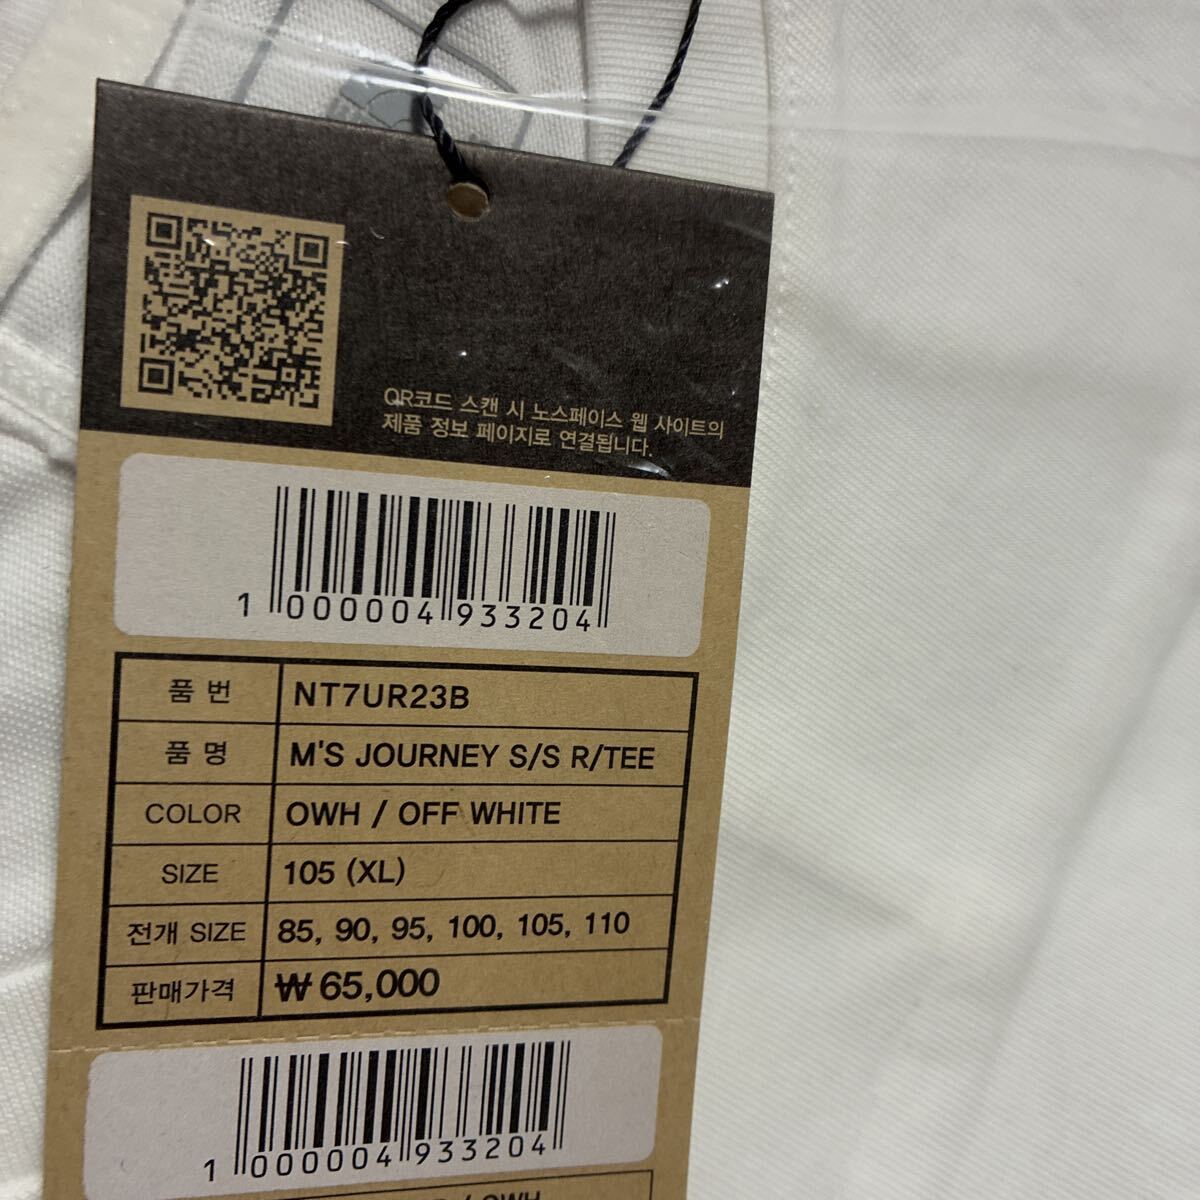 QR코드 스캔 시 노스페이스 웹 사이트의
제품 정보 페이지로 연결됩니다.
1 000004 933204
품 번 NT7UR23B
품 명 M'S JOURNEY S/S R/TEE
COLOR OWH / OFF WHITE
SIZE 105 (XL)
전개 SIZE 85, 90, 95, 100, 105, 110
판매가격 ₩ 65,000
1 000004 933204
/ OWH